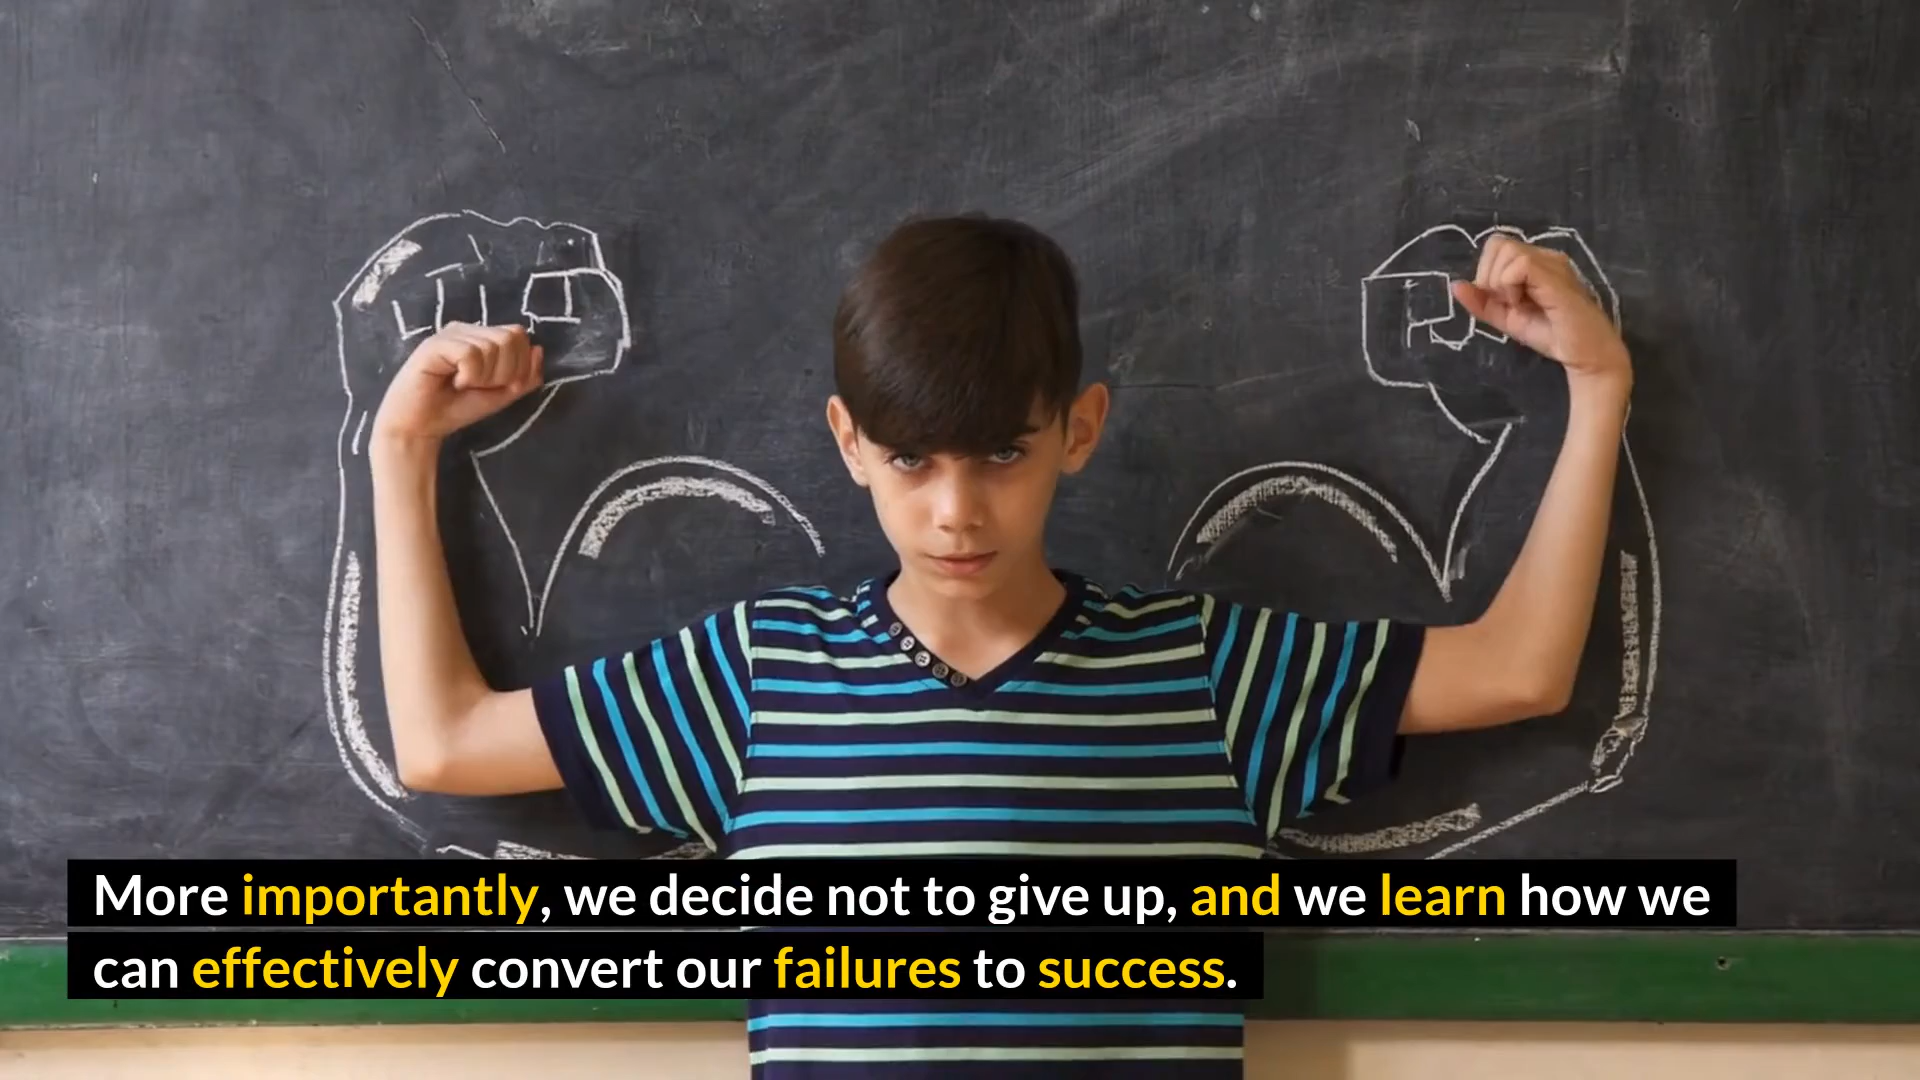 More importantly, we decide not to give up, and we learn how we
can effectively convert our failures to success.